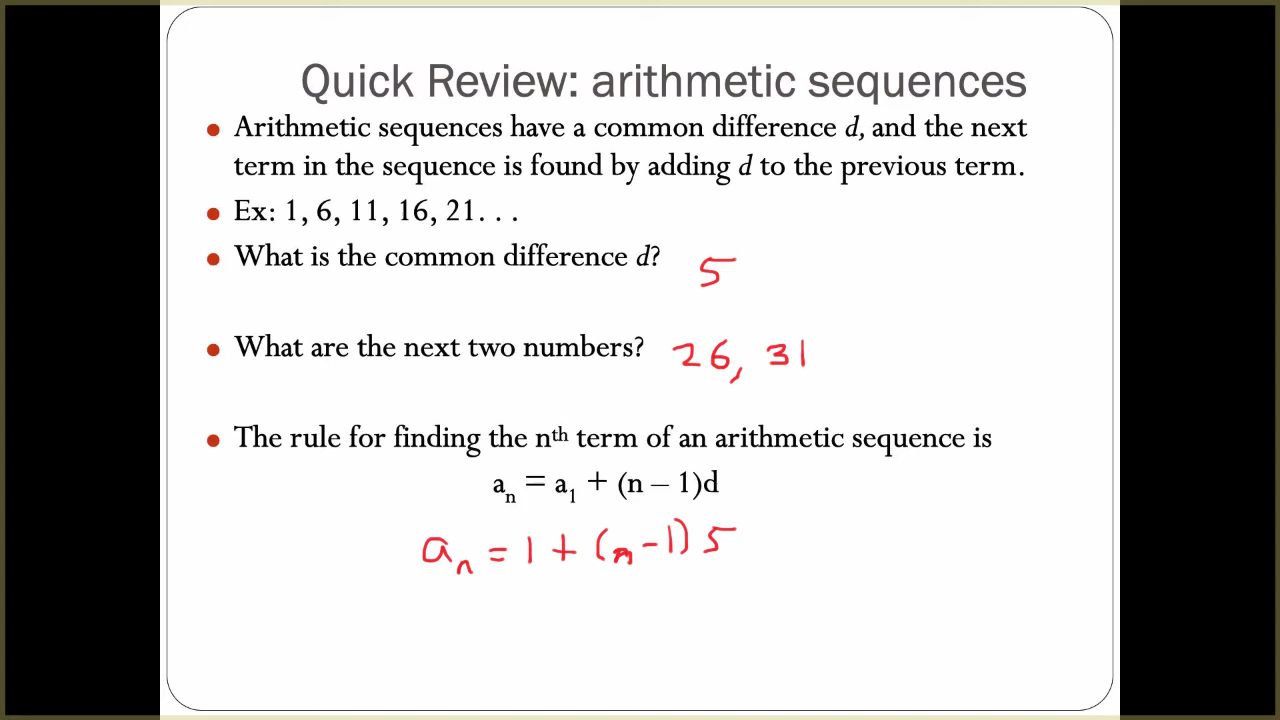 Quick Review: arithmetic sequences
• Arithmetic sequences have a common difference d, and the next
term in the sequence is found by adding d to the previous term.
• Ex: 1, 6, 11, 16, 21. . .
• What is the common difference d? 5
• What are the next two numbers? 26, 31
• The rule for finding the nth term of an arithmetic sequence is
an = a1 + (n – 1)d
an = 1 + (n - 1) 5